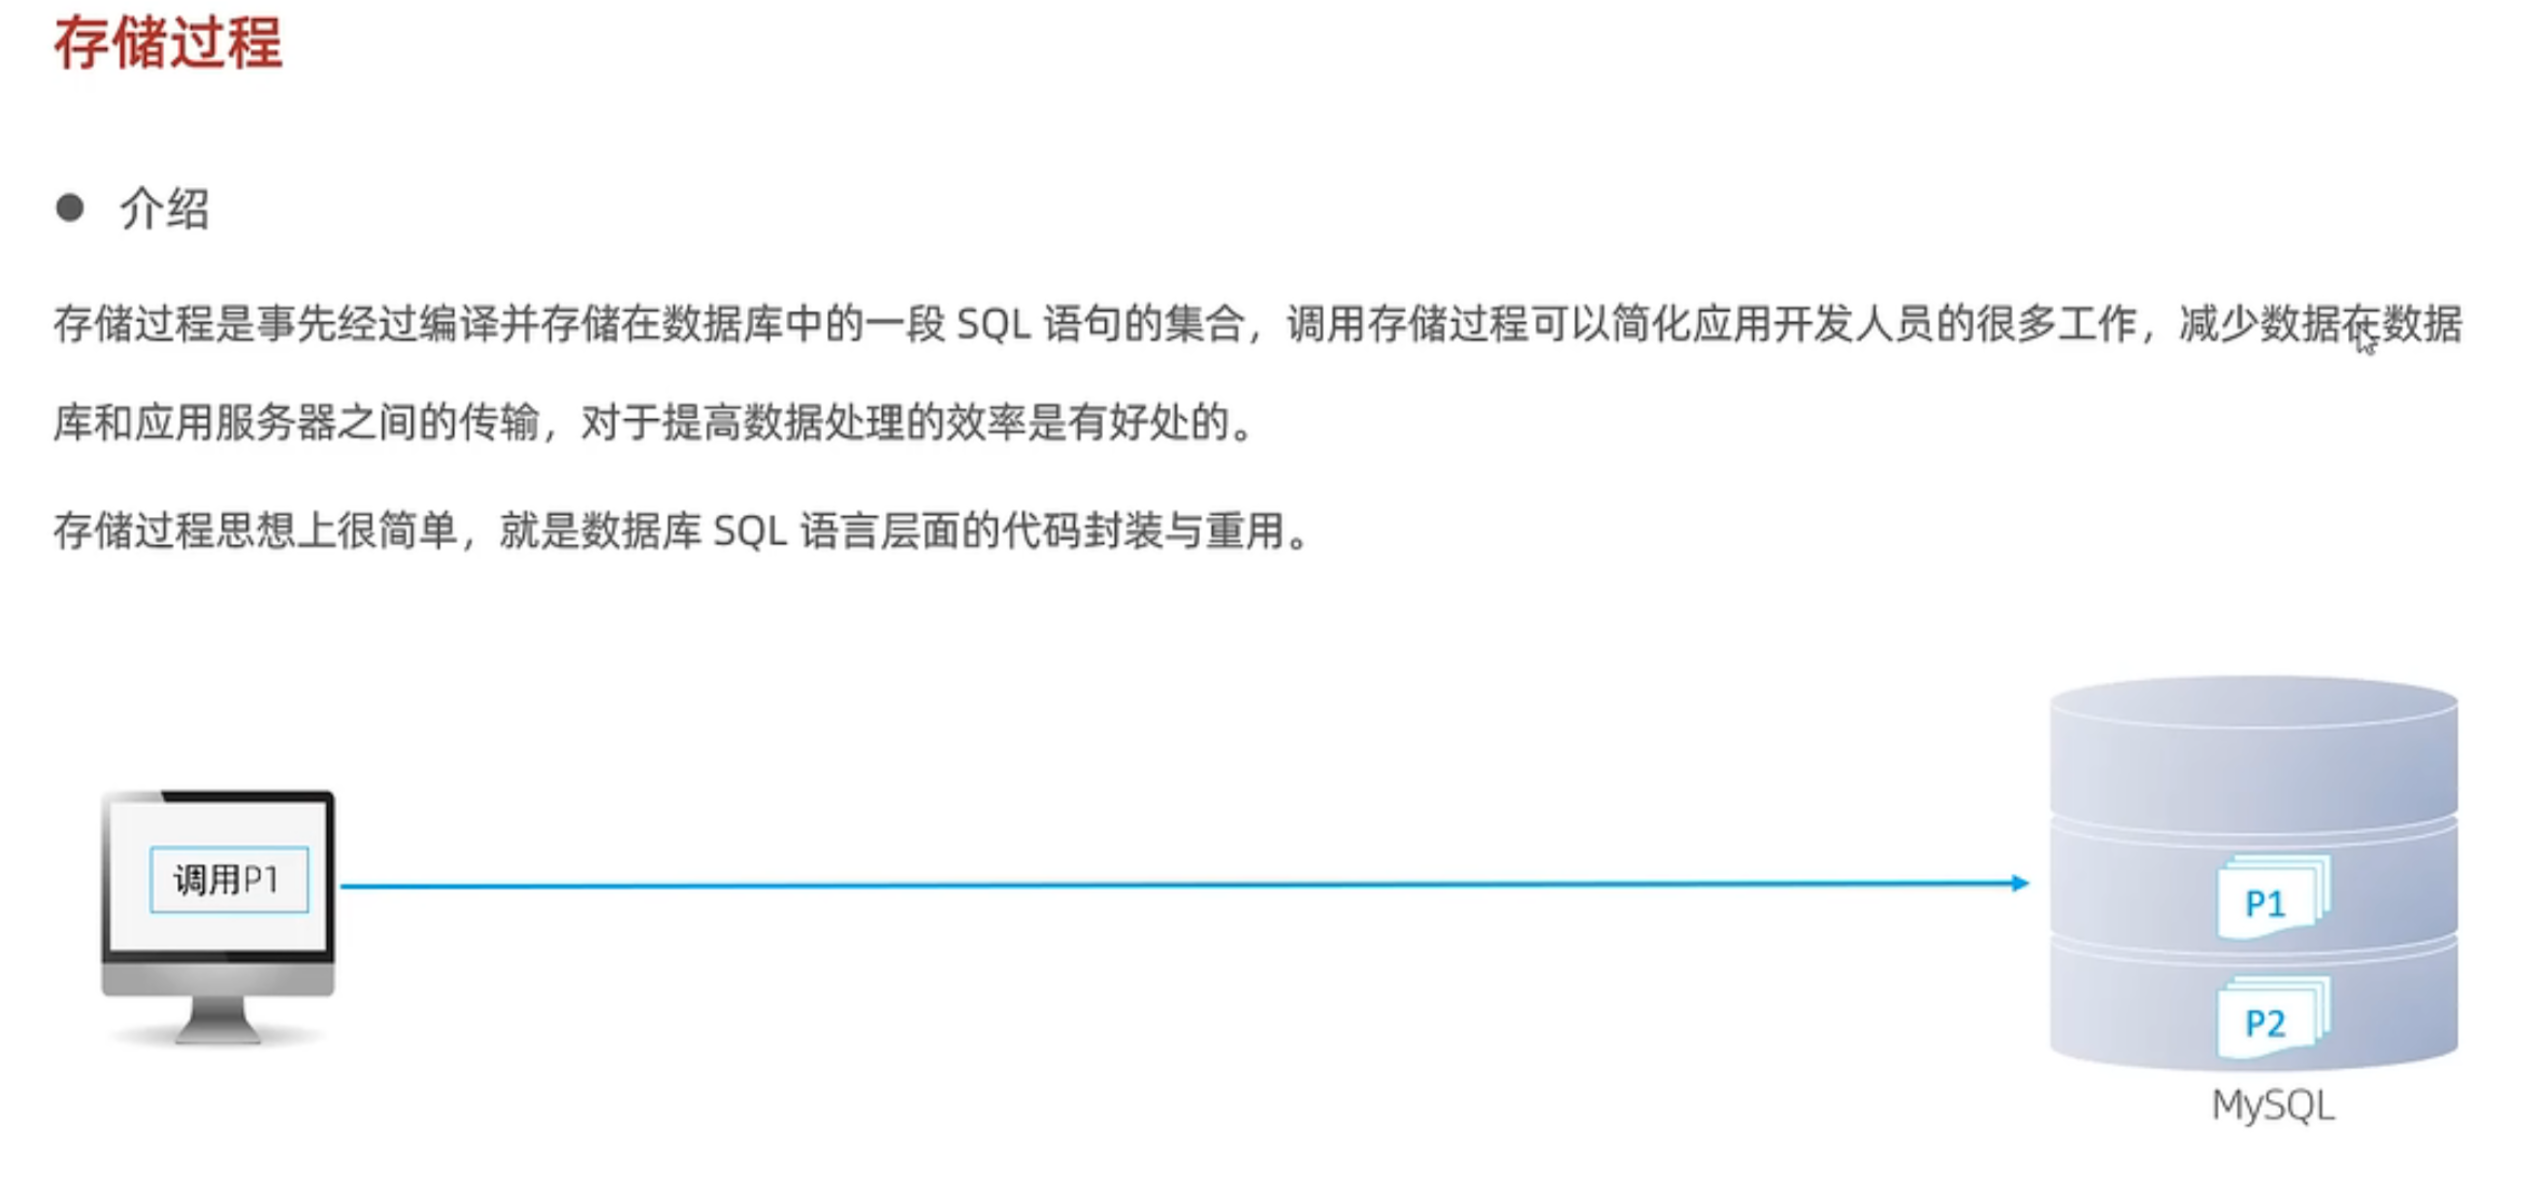 存储过程
● 介绍
存储过程是事先经过编译并存储在数据库中的一段 SQL 语句的集合，调用存储过程可以简化应用开发人员的很多工作，减少数据在数据
库和应用服务器之间的传输，对于提高数据处理的效率是有好处的。
存储过程思想上很简单，就是数据库 SQL 语言层面的代码封装与重用。
调用P1
P1
P2
MySQL